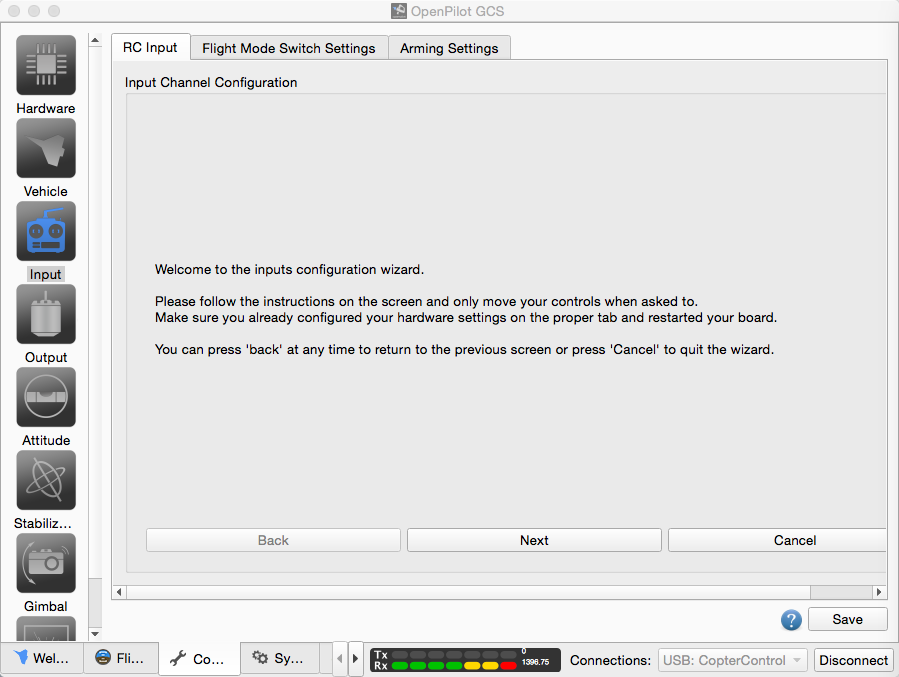 OpenPilot GCS
RC Input
Flight Mode Switch Settings
Arming Settings
Input Channel Configuration
Hardware
Vehicle
Input
Output
Attitude
Stabiliz...
Gimbal
Welcome to the inputs configuration wizard.
Please follow the instructions on the screen and only move your controls when asked to.
Make sure you already configured your hardware settings on the proper tab and restarted your board.
You can press 'back' at any time to return to the previous screen or press 'Cancel' to quit the wizard.
Back
Next
Cancel
?
Save
Wel...
Fli...
Co...
Sy...
Tx
0
Rx
1396.75
Connections:
USB: CopterControl
Disconnect